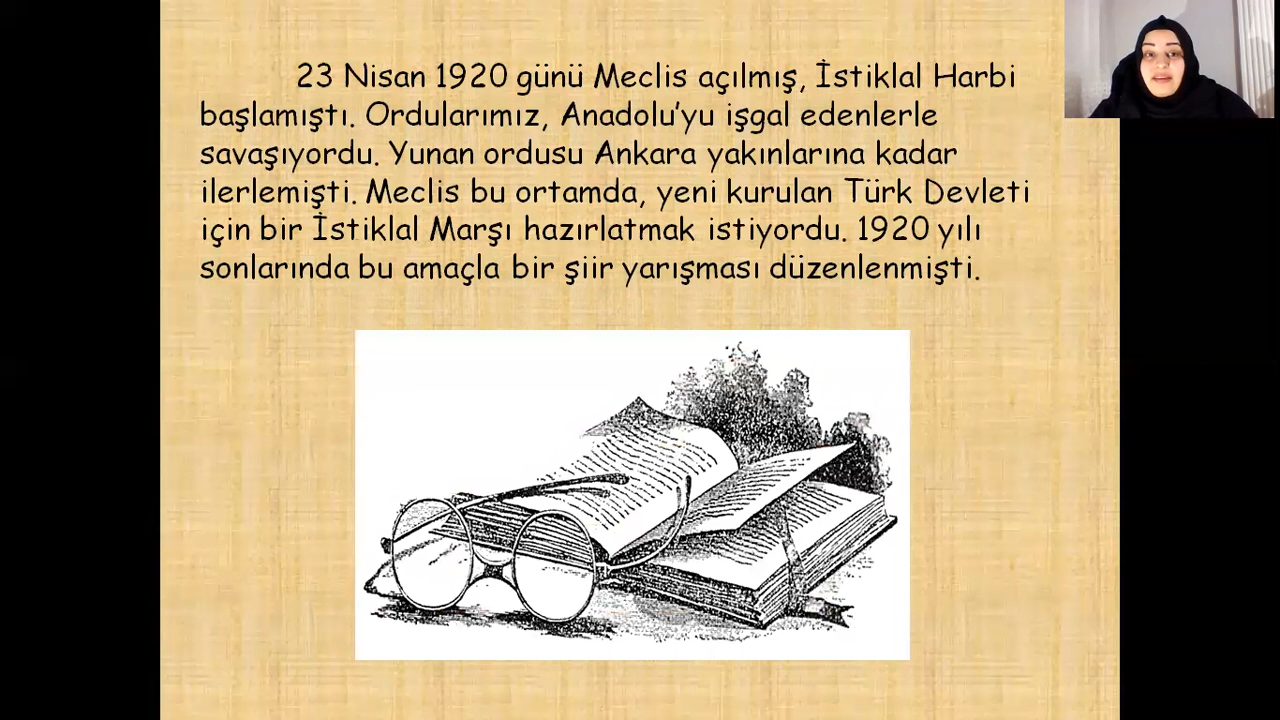 23 Nisan 1920 günü Meclis açılmış, İstiklal Harbi
başlamıştı. Ordularımız, Anadolu’yu işgal edenlerle
savaşıyordu. Yunan ordusu Ankara yakınlarına kadar
ilerlemişti. Meclis bu ortamda, yeni kurulan Türk Devleti
için bir İstiklal Marşı hazırlatmak istiyordu. 1920 yılı
sonlarında bu amaçla bir şiir yarışması düzenlenmişti.